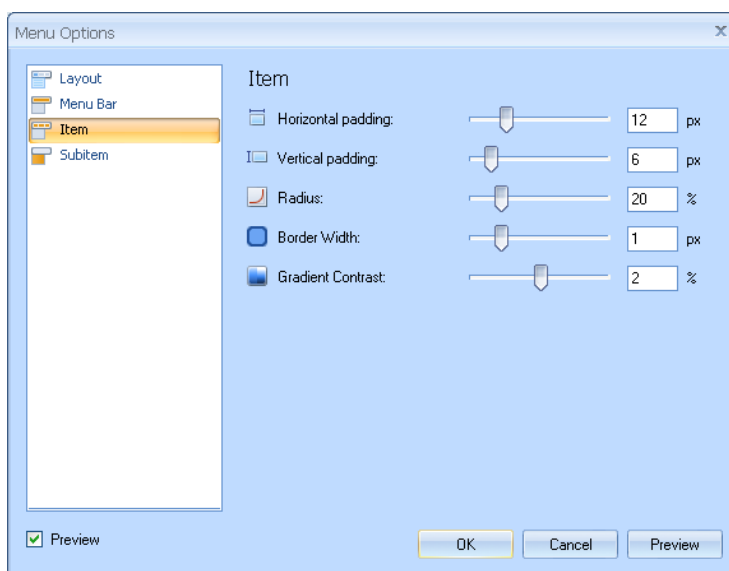 Menu Options
Layout
Menu Bar
Item
Subitem
Item
Horizontal padding: 12 px
Vertical padding: 6 px
Radius: 20 %
Border Width: 1 px
Gradient Contrast: 2 %
Preview
OK Cancel Preview